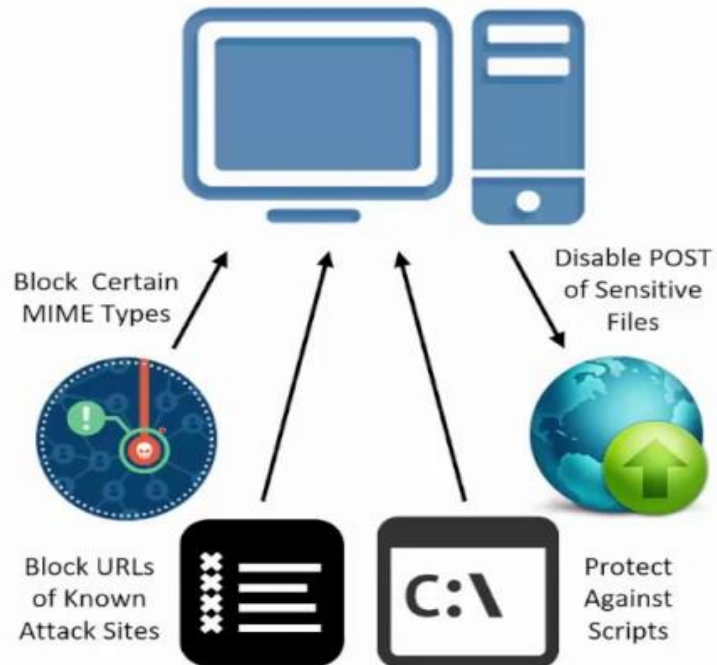 Block Certain
MIME Types
Disable POST
of Sensitive
Files
Block URLs
of Known
Attack Sites
C:\
Protect
Against
Scripts